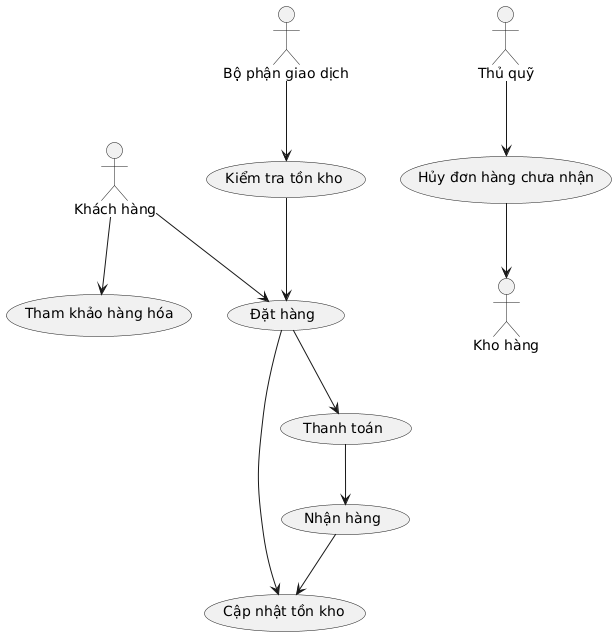 Bộ phận giao dịch
Thủ quỹ
Kiểm tra tồn kho
Hủy đơn hàng chưa nhận
Khách hàng
Tham khảo hàng hóa
Đặt hàng
Kho hàng
Thanh toán
Nhận hàng
Cập nhật tồn kho